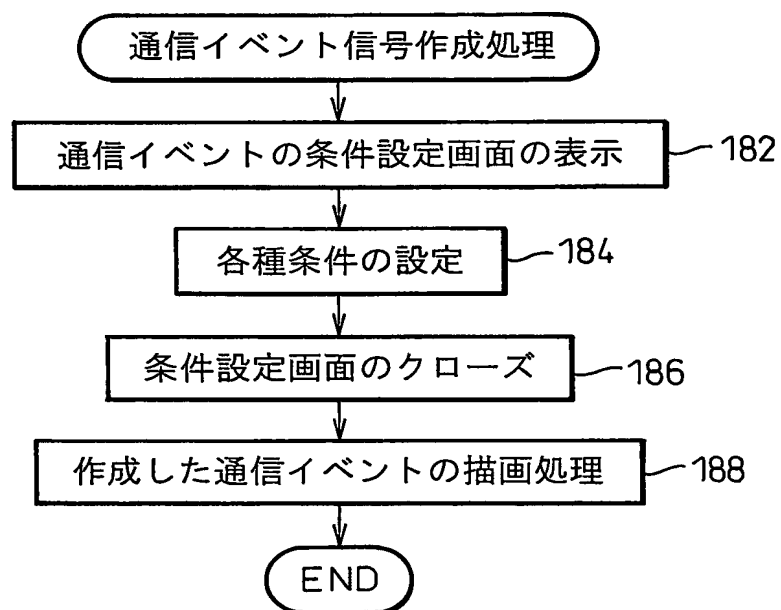 通信イベント信号作成処理
通信イベントの条件設定画面の表示 182
各種条件の設定 184
条件設定画面のクローズ 186
作成した通信イベントの描画処理 188
END